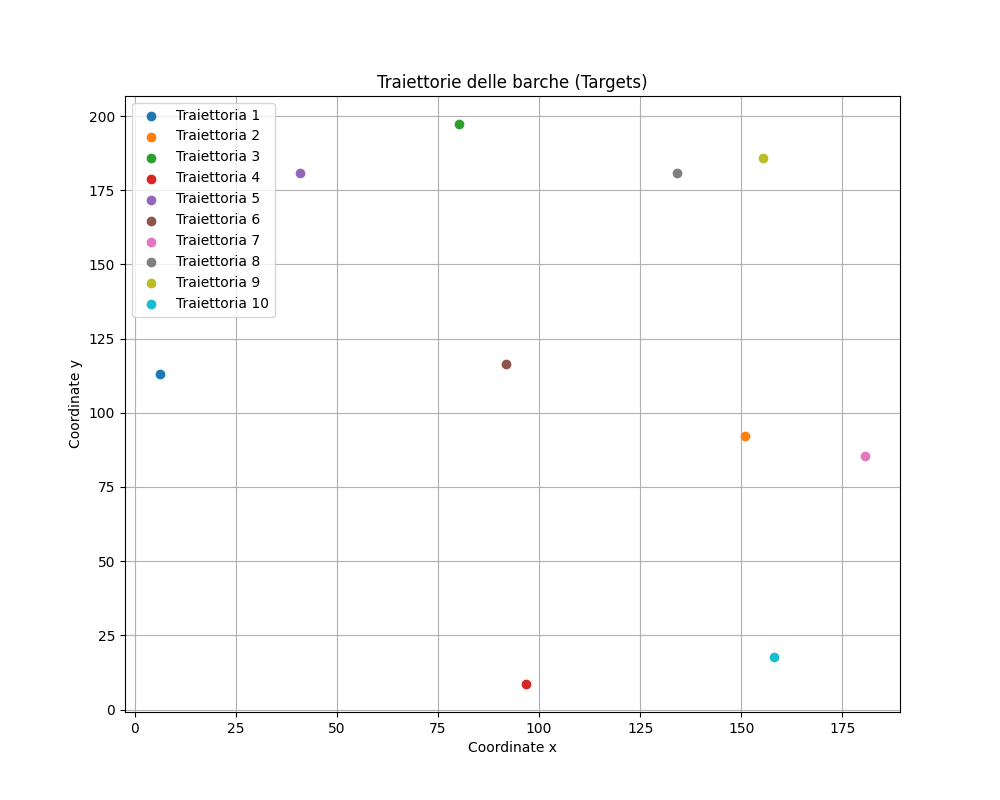 Traiettorie delle barche (Targets)
Traiettoria 1
Traiettoria 2
Traiettoria 3
Traiettoria 4
Traiettoria 5
Traiettoria 6
Traiettoria 7
Traiettoria 8
Traiettoria 9
Traiettoria 10
Coordinate y
200
175
150
125
100
75
50
25
0
0 25 50 75 100 125 150 175
Coordinate x